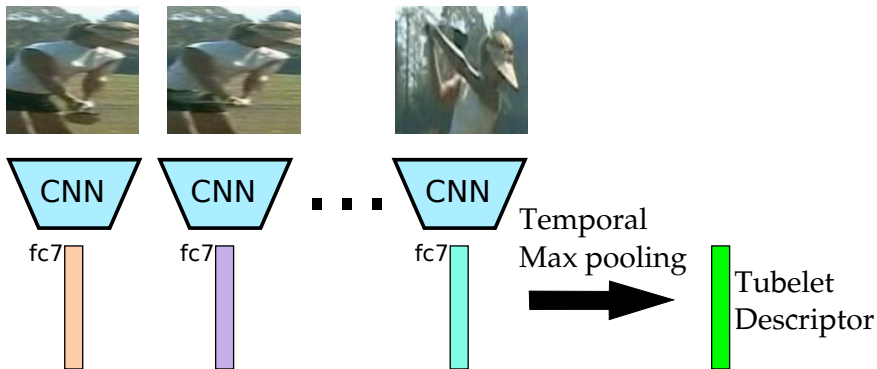 CNN
CNN
CNN
fc7
fc7
fc7
Temporal
Max pooling
Tubelet
Descriptor